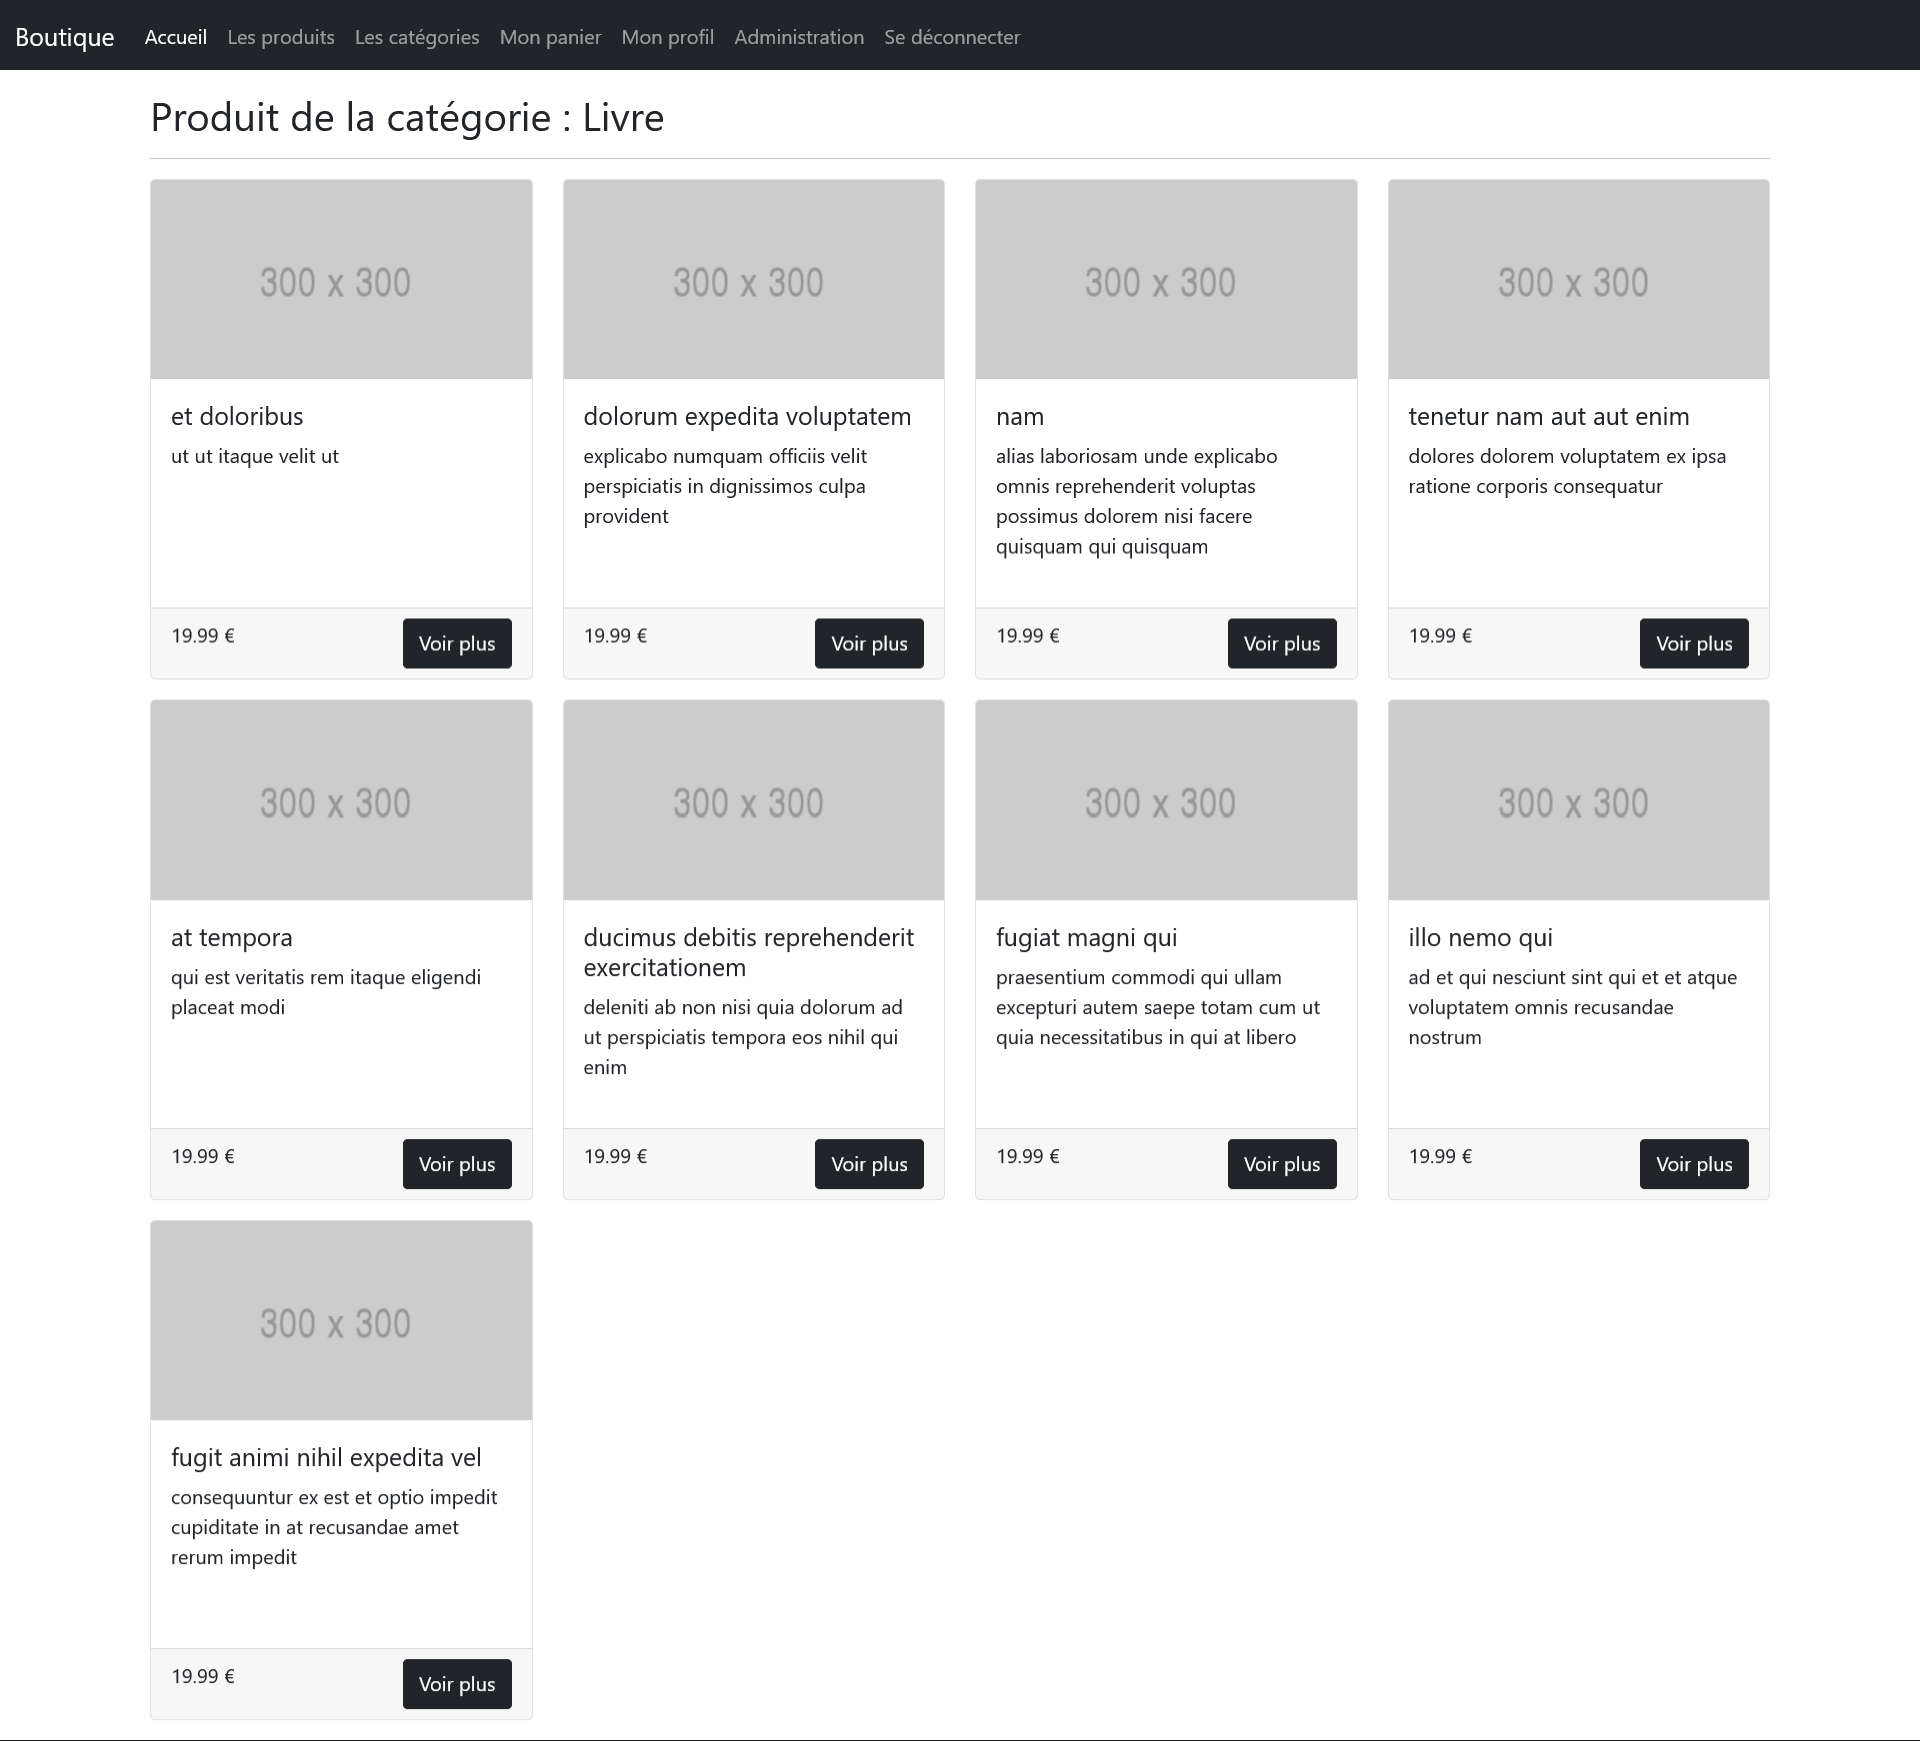 Boutique Accueil Les produits Les catégories Mon panier Mon profil Administration Se déconnecter
Produit de la catégorie : Livre
300 x 300
et doloribus
ut ut itaque velit ut
19.99 €
Voir plus
300 x 300
dolorum expedita voluptatem
explicabo numquam officiis velit
perspiciatis in dignissimos culpa
provident
19.99 €
Voir plus
300 x 300
nam
alias laboriosam unde explicabo
omnis reprehenderit voluptas
possimus dolorem nisi facere
quisquam qui quisquam
19.99 €
Voir plus
300 x 300
tenetur nam aut aut enim
dolores dolorem voluptatem ex ipsa
ratione corporis consequatur
19.99 €
Voir plus
300 x 300
at tempora
qui est veritatis rem itaque eligendi
placeat modi
19.99 €
Voir plus
300 x 300
ducimus debitis reprehenderit
exercitationem
deleniti ab non nisi quia dolorum ad
ut perspiciatis tempora eos nihil qui
enim
19.99 €
Voir plus
300 x 300
fugiat magni qui
praesentium commodi qui ullam
excepturi autem saepe totam cum ut
quia necessitatibus in qui at libero
19.99 €
Voir plus
300 x 300
illo nemo qui
ad et qui nesciunt sint qui et et atque
voluptatem omnis recusandae
nostrum
19.99 €
Voir plus
300 x 300
fugit animi nihil expedita vel
consequuntur ex est et optio impedit
cupiditate in at recusandae amet
rerum impedit
19.99 €
Voir plus